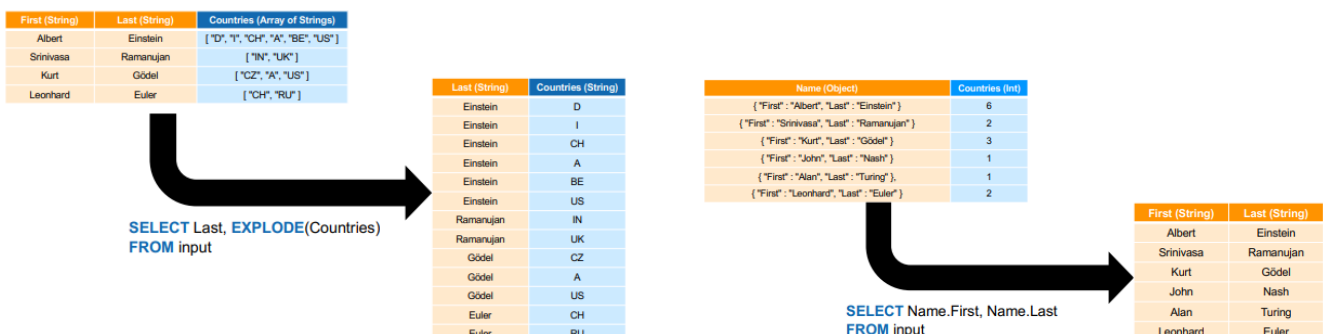 First (String) Last (String) Countries (Array of Strings)
Albert Einstein [ "D", "I", "CH", "A", "BE", "US" ]
Srinivasa Ramanujan [ "IN", "UK" ]
Kurt Gödel [ "CZ", "A", "US" ]
Leonhard Euler [ "CH", "RU" ]
SELECT Last, EXPLODE(Countries)
FROM input
Last (String) Countries (String)
Einstein D
Einstein I
Einstein CH
Einstein A
Einstein BE
Einstein US
Ramanujan IN
Ramanujan UK
Gödel CZ
Gödel A
Gödel US
Euler CH
Euler RU
Name (Object) Countries (Int)
{ "First" : "Albert", "Last" : "Einstein" } 6
{ "First" : "Srinivasa", "Last" : "Ramanujan" } 2
{ "First" : "Kurt", "Last" : "Gödel" } 3
{ "First" : "John", "Last" : "Nash" } 1
{ "First" : "Alan", "Last" : "Turing" }, 1
{ "First" : "Leonhard", "Last" : "Euler" } 2
SELECT Name.First, Name.Last
FROM input
First (String) Last (String)
Albert Einstein
Srinivasa Ramanujan
Kurt Gödel
John Nash
Alan Turing
Leonhard Euler